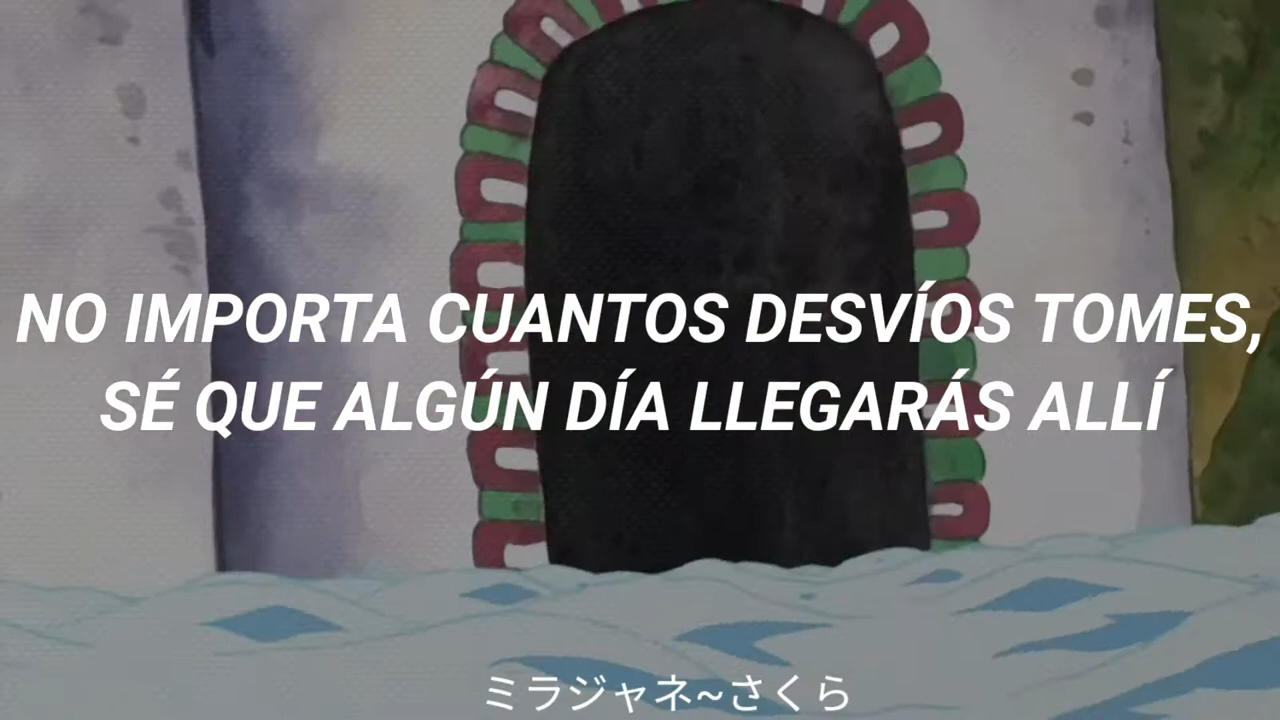 NO IMPORTA CUANTOS DESVÍOS TOMES,
SÉ QUE ALGÚN DÍA LLEGARÁS ALLÍ
ミラジャネ~さくら